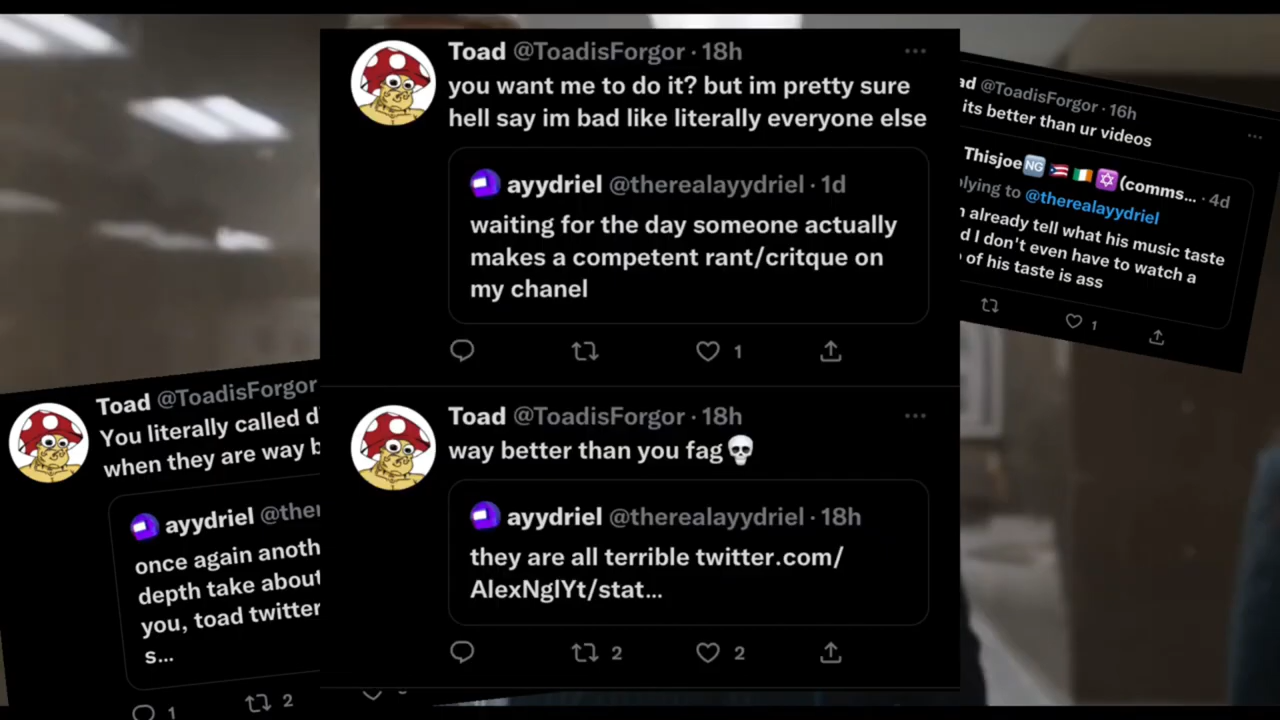 Toad @ToadisForgor · 18h
you want me to do it? but im pretty sure
hell say im bad like literally everyone else
ayydriel @therealayydriel · 1d
waiting for the day someone actually
makes a competent rant/critque on
my chanel
1
Toad @ToadisForgor · 18h
way better than you fag💀
ayydriel @therealayydriel · 18h
they are all terrible twitter.com/
AlexNglYt/stat...
2 2
@ToadisForgor · 16h
its better than ur videos
Thisjoe🆖🇵🇷🇮🇪🔯(comms... · 4d
to @therealayydriel
already tell what his music taste
I don't even have to watch a
of his taste is ass
1
Toad @ToadisForgor
You literally called
when they are way
ayydriel
once again
depth take about
you, toad twitter
s...
1 2